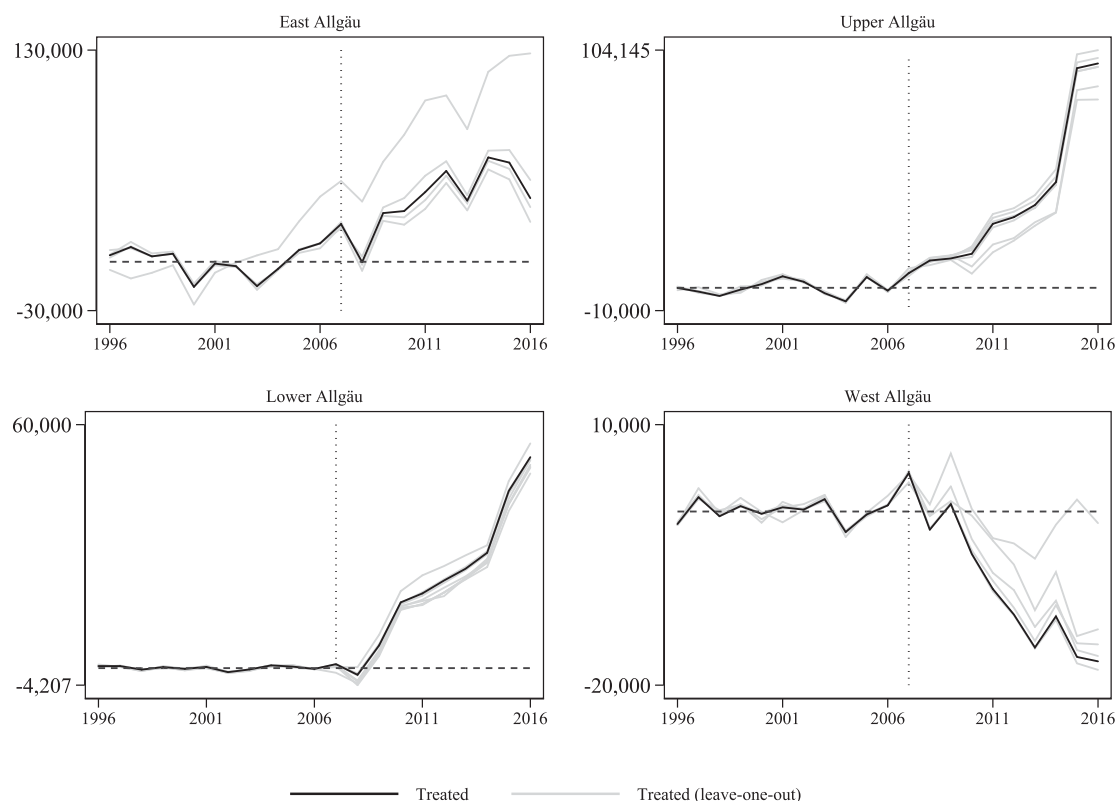 East Allgäu
130,000
-30,000
1996 2001 2006 2011 2016
Upper Allgäu
104,145
-10,000
1996 2001 2006 2011 2016
Lower Allgäu
60,000
-4,207
1996 2001 2006 2011 2016
West Allgäu
10,000
-20,000
1996 2001 2006 2011 2016
Treated Treated (leave-one-out)